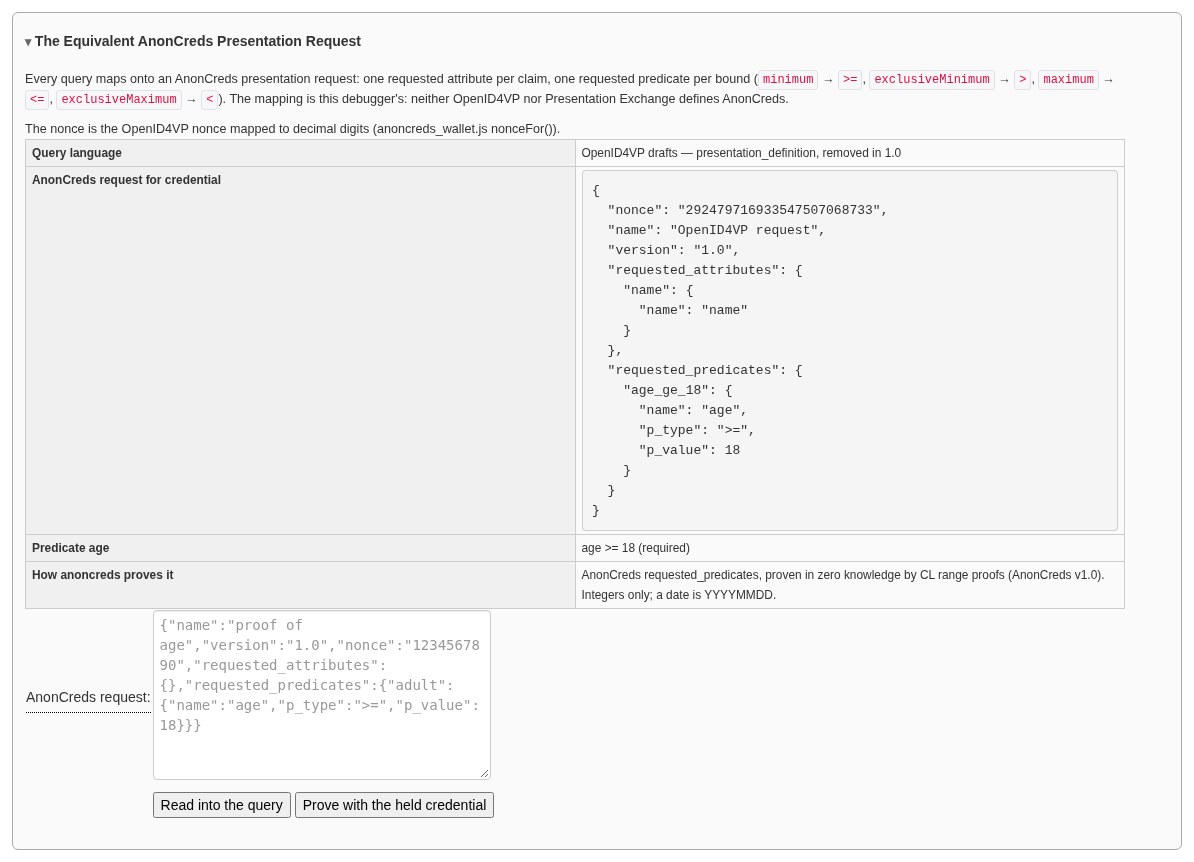 ▾ The Equivalent AnonCreds Presentation Request
Every query maps onto an AnonCreds presentation request: one requested attribute per claim, one requested predicate per bound ( minimum → >= , exclusiveMinimum → > , maximum →
<= , exclusiveMaximum → < ). The mapping is this debugger's: neither OpenID4VP nor Presentation Exchange defines AnonCreds.
The nonce is the OpenID4VP nonce mapped to decimal digits (anoncreds_wallet.js nonceFor()).
Query language
OpenID4VP drafts — presentation_definition, removed in 1.0
AnonCreds request for credential
{
  "nonce": "292479716933547507068733",
  "name": "OpenID4VP request",
  "version": "1.0",
  "requested_attributes": {
    "name": {
      "name": "name"
    }
  },
  "requested_predicates": {
    "age_ge_18": {
      "name": "age",
      "p_type": ">=",
      "p_value": 18
    }
  }
}
Predicate age
age >= 18 (required)
How anoncreds proves it
AnonCreds requested_predicates, proven in zero knowledge by CL range proofs (AnonCreds v1.0).
Integers only; a date is YYYYMMDD.
AnonCreds request:
{"name":"proof of
age","version":"1.0","nonce":"12345678
90","requested_attributes":
{},"requested_predicates":{"adult":
{"name":"age","p_type":">=","p_value":
18}}}
Read into the query
Prove with the held credential